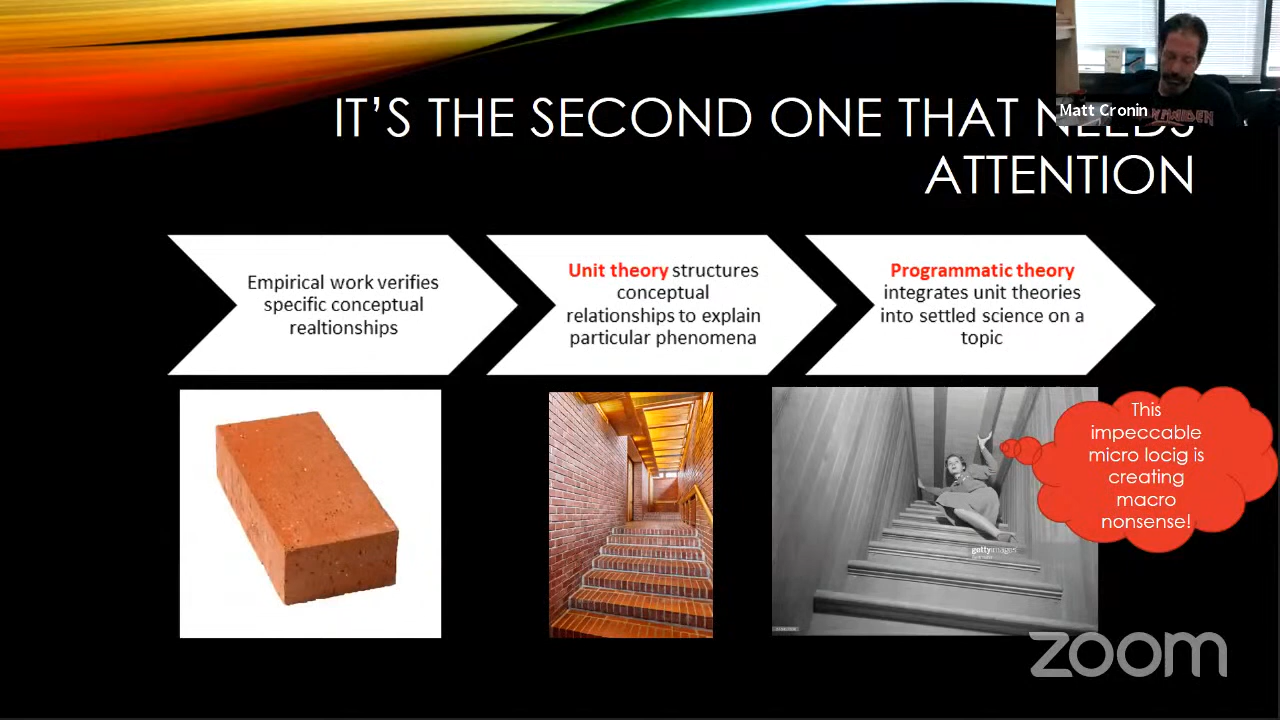 IT'S THE SECOND ONE THAT NEEDS
ATTENTION
Matt Cronin
Empirical work verifies
specific conceptual
realtionships
Unit theory structures
conceptual
relationships to explain
particular phenomena
Programmatic theory
integrates unit theories
into settled science on a
topic
This
impeccable
micro locig is
creating
macro
nonsense!
gettyimages
zoom